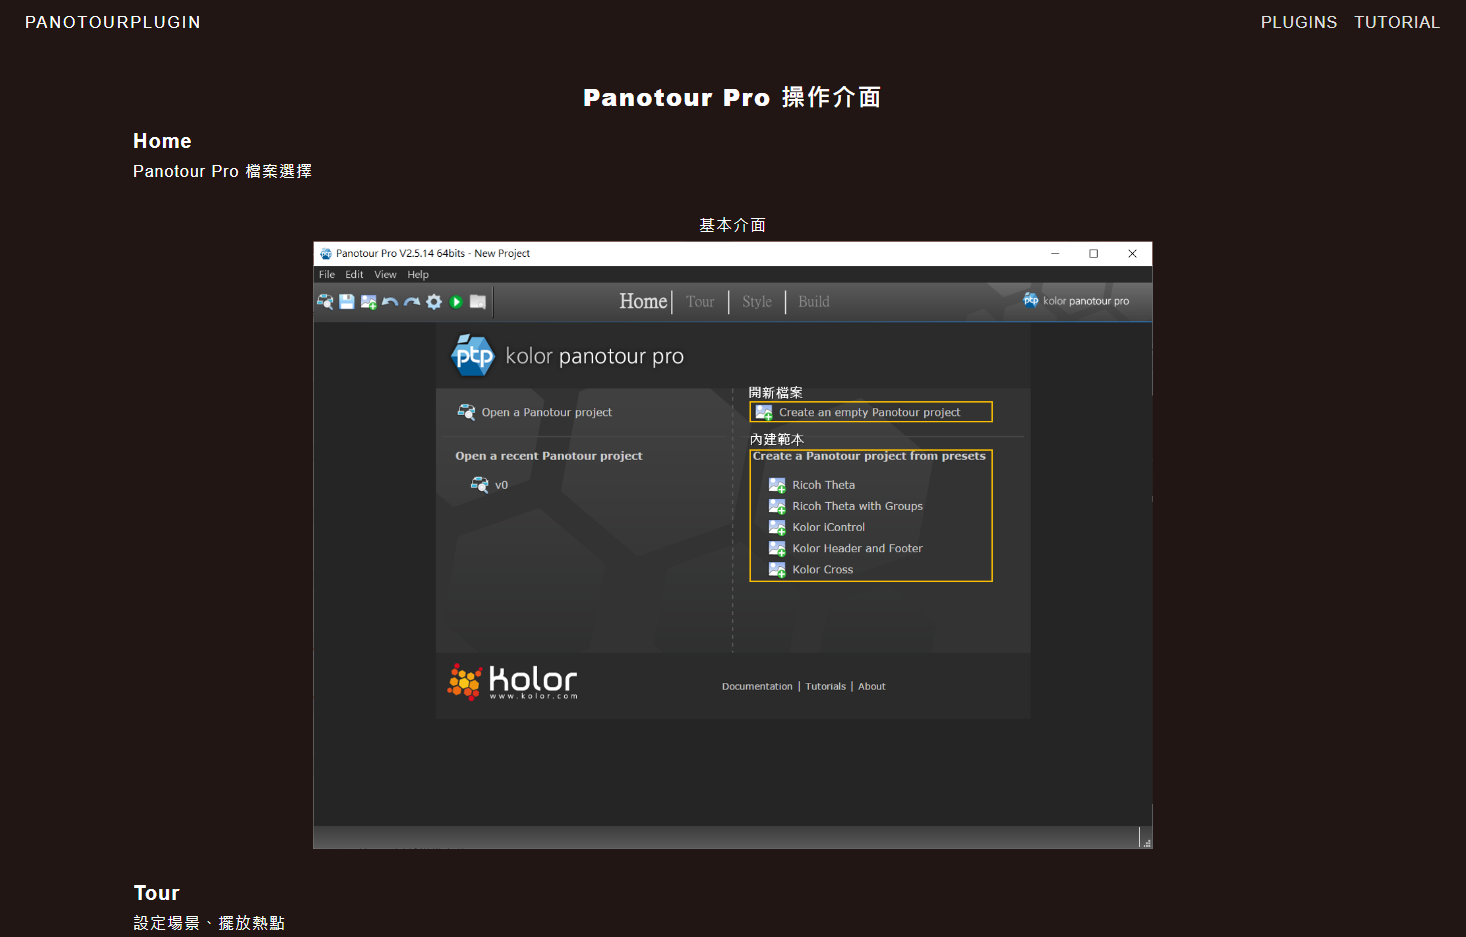 PANOTOURPLUGIN
PLUGINS TUTORIAL
Panotour Pro 操作介面
Home
Panotour Pro 檔案選擇
基本介面
Panotour Pro V2.5.14 64bits - New Project
File Edit View Help
Home Tour Style Build
ptp kolor panotour pro
ptp kolor panotour pro
開新檔案
Open a Panotour project
Create an empty Panotour project
內建範本
Open a recent Panotour project
Create a Panotour project from presets
v0
Ricoh Theta
Ricoh Theta with Groups
Kolor iControl
Kolor Header and Footer
Kolor Cross
kolor
www.kolor.com
Documentation | Tutorials | About
Tour
設定場景、擺放熱點